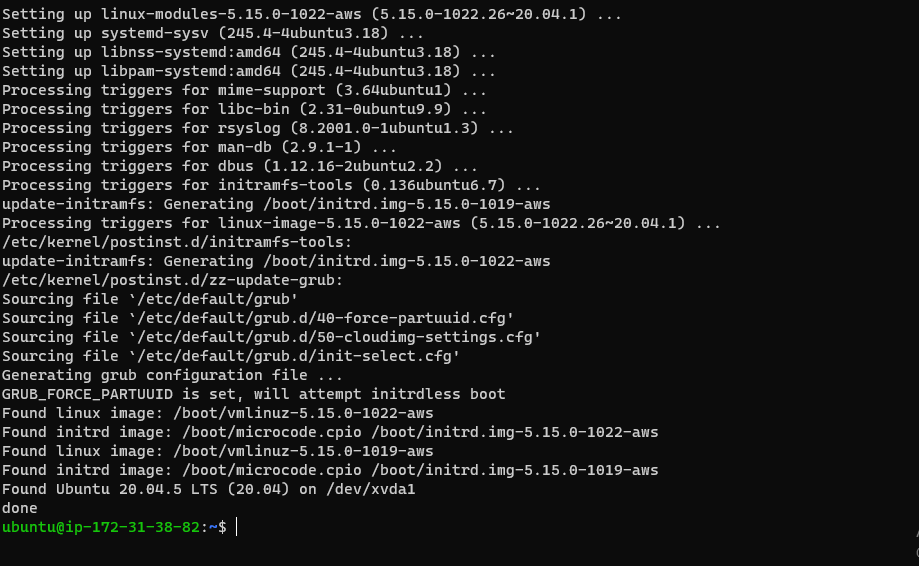 Setting up linux-modules-5.15.0-1022-aws (5.15.0-1022.26~20.04.1) ...
Setting up systemd-sysv (245.4-4ubuntu3.18) ...
Setting up libnss-systemd:amd64 (245.4-4ubuntu3.18) ...
Setting up libpam-systemd:amd64 (245.4-4ubuntu3.18) ...
Processing triggers for mime-support (3.64ubuntu1) ...
Processing triggers for libc-bin (2.31-0ubuntu9.9) ...
Processing triggers for rsyslog (8.2001.0-1ubuntu1.3) ...
Processing triggers for man-db (2.9.1-1) ...
Processing triggers for dbus (1.12.16-2ubuntu2.2) ...
Processing triggers for initramfs-tools (0.136ubuntu6.7) ...
update-initramfs: Generating /boot/initrd.img-5.15.0-1019-aws
Processing triggers for linux-image-5.15.0-1022-aws (5.15.0-1022.26~20.04.1) ...
/etc/kernel/postinst.d/initramfs-tools:
update-initramfs: Generating /boot/initrd.img-5.15.0-1022-aws
/etc/kernel/postinst.d/zz-update-grub:
Sourcing file `/etc/default/grub'
Sourcing file `/etc/default/grub.d/40-force-partuuid.cfg'
Sourcing file `/etc/default/grub.d/50-cloudimg-settings.cfg'
Sourcing file `/etc/default/grub.d/init-select.cfg'
Generating grub configuration file ...
GRUB_FORCE_PARTUUID is set, will attempt initrdless boot
Found linux image: /boot/vmlinuz-5.15.0-1022-aws
Found initrd image: /boot/microcode.cpio /boot/initrd.img-5.15.0-1022-aws
Found linux image: /boot/vmlinuz-5.15.0-1019-aws
Found initrd image: /boot/microcode.cpio /boot/initrd.img-5.15.0-1019-aws
Found Ubuntu 20.04.5 LTS (20.04) on /dev/xvda1
done
ubuntu@ip-172-31-38-82:~$